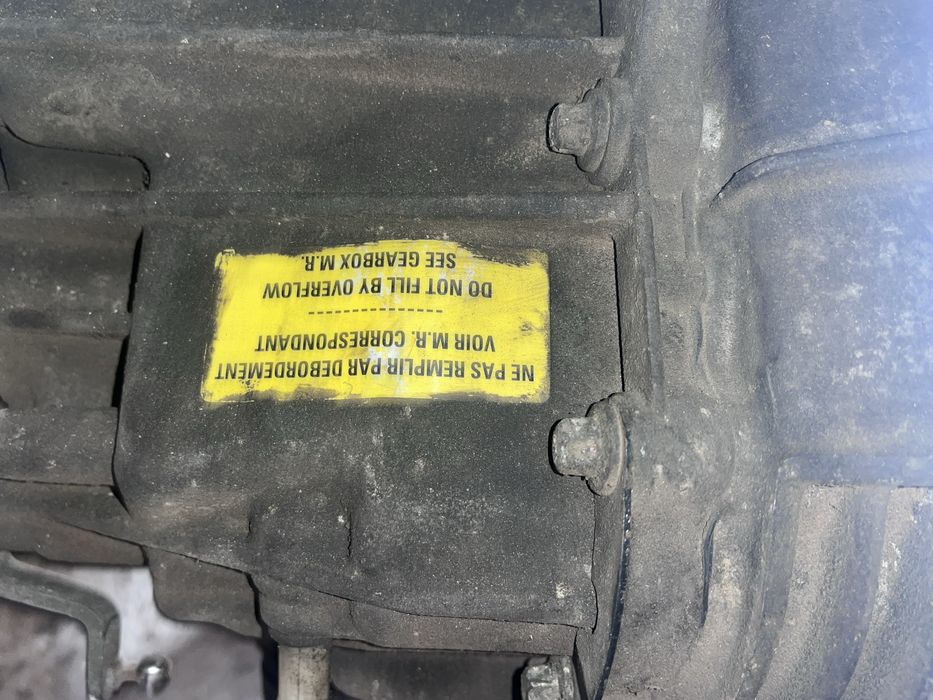 NE PAS REMPLIR PAR DEBORDEMENT
VOIR M.R. CORRESPONDANT
---------------
DO NOT FILL BY OVERFLOW
SEE GEARBOX M.R.